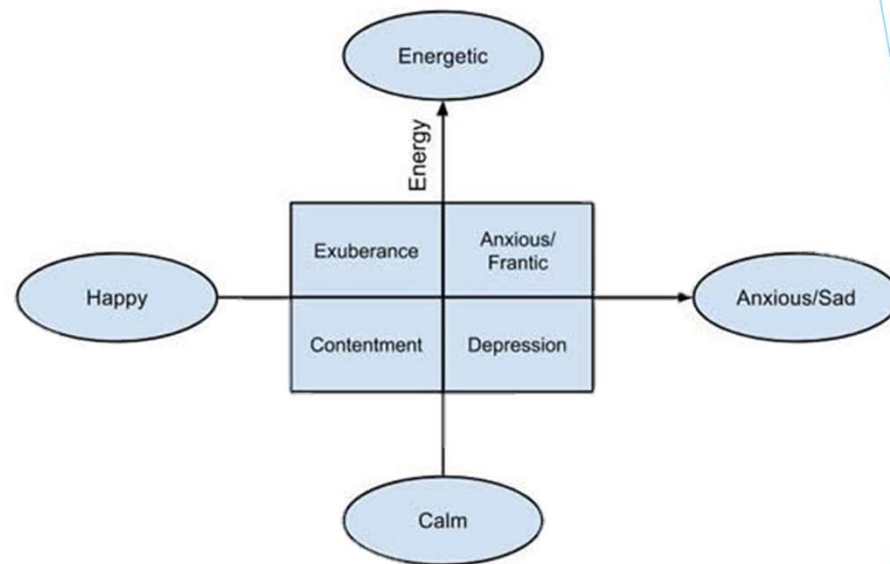 Energetic
Energy
Exuberance
Anxious/
Frantic
Happy
Anxious/Sad
Contentment
Depression
Calm